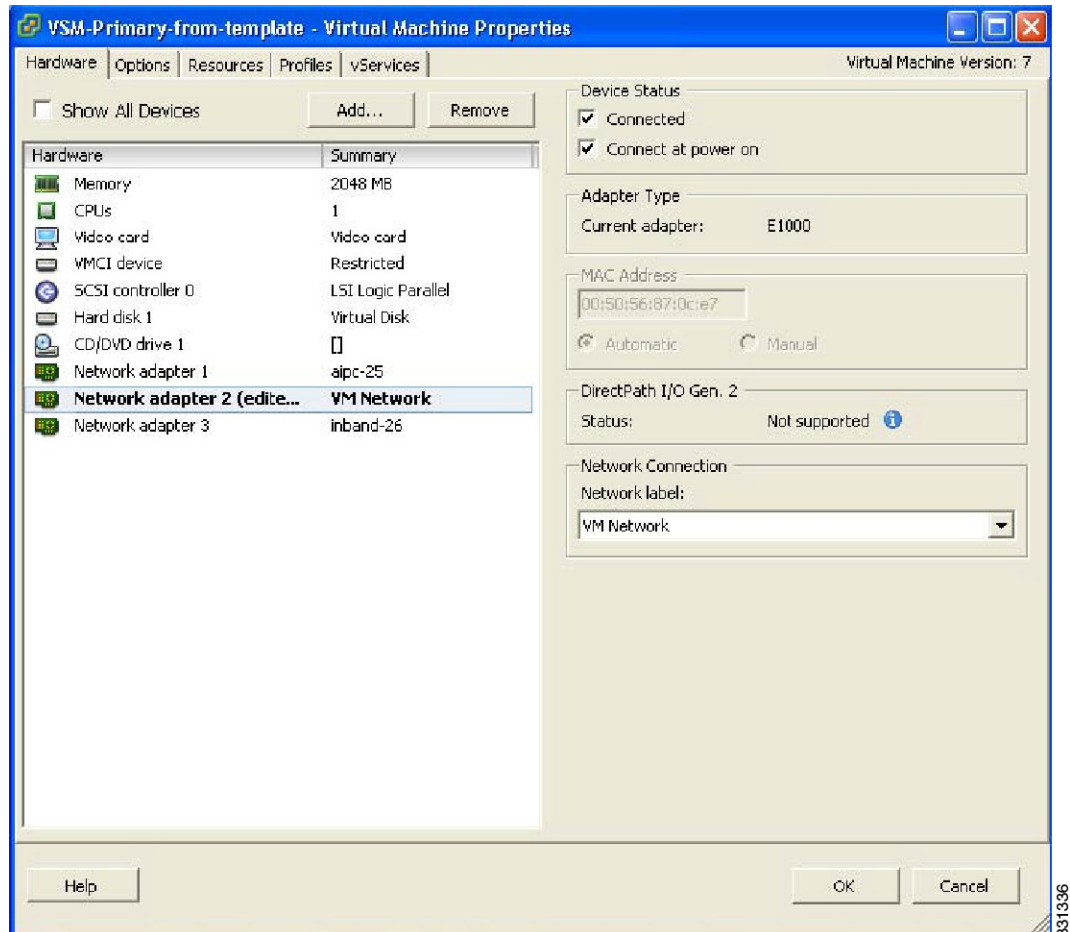 VSM-Primary-from-template - Virtual Machine Properties
Hardware Options Resources Profiles vServices
Virtual Machine Version: 7
Show All Devices
Add...
Remove
Hardware Summary
Memory 2048 MB
CPUs 1
Video card Video card
VMCI device Restricted
SCSI controller 0 LSI Logic Parallel
Hard disk 1 Virtual Disk
CD/DVD drive 1 []
Network adapter 1 aipc-25
Network adapter 2 (edite... VM Network
Network adapter 3 inband-26
Device Status
Connected
Connect at power on
Adapter Type
Current adapter: E1000
MAC Address
00:50:56:87:0c:e7
Automatic Manual
DirectPath I/O Gen. 2
Status: Not supported
Network Connection
Network label:
VM Network
Help
OK
Cancel
331336